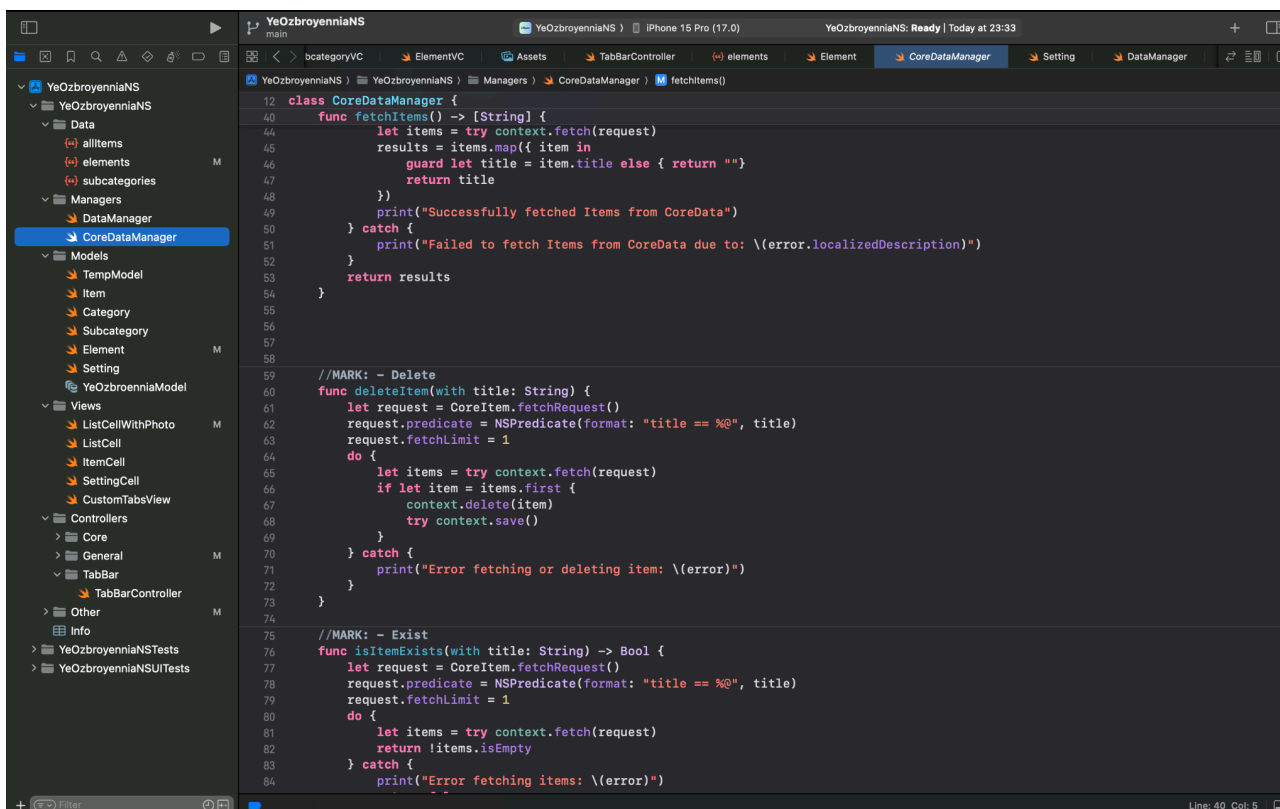 YeOzbroyenniaNS
main
YeOzbroyenniaNS 〉 iPhone 15 Pro (17.0)
YeOzbroyenniaNS: Ready | Today at 23:33
bcategoryVC
ElementVC
Assets
TabBarController
elements
Element
CoreDataManager
Setting
DataManager
YeOzbroyenniaNS 〉 YeOzbroyenniaNS 〉 Managers 〉 CoreDataManager 〉 M fetchItems()
YeOzbroyenniaNS
YeOzbroyenniaNS
Data
allItems
elements M
subcategories
Managers
DataManager
CoreDataManager
Models
TempModel
Item
Category
Subcategory
Element M
Setting
YeOzbroenniaModel
Views
ListCellWithPhoto M
ListCell
ItemCell
SettingCell
CustomTabsView
Controllers
Core
General M
TabBar
TabBarController
Other M
Info
YeOzbroyenniaNSTests
YeOzbroyenniaNSUITests
Filter
12 class CoreDataManager {
40 func fetchItems() -> [String] {
44 let items = try context.fetch(request)
45 results = items.map({ item in
46 guard let title = item.title else { return ""}
47 return title
48 })
49 print("Successfully fetched Items from CoreData")
50 } catch {
51 print("Failed to fetch Items from CoreData due to: \(error.localizedDescription)")
52 }
53 return results
54 }
55
56
57
58
59 //MARK: - Delete
60 func deleteItem(with title: String) {
61 let request = CoreItem.fetchRequest()
62 request.predicate = NSPredicate(format: "title == %@", title)
63 request.fetchLimit = 1
64 do {
65 let items = try context.fetch(request)
66 if let item = items.first {
67 context.delete(item)
68 try context.save()
69 }
70 } catch {
71 print("Error fetching or deleting item: \(error)")
72 }
73 }
74
75 //MARK: - Exist
76 func isItemExists(with title: String) -> Bool {
77 let request = CoreItem.fetchRequest()
78 request.predicate = NSPredicate(format: "title == %@", title)
79 request.fetchLimit = 1
80 do {
81 let items = try context.fetch(request)
82 return !items.isEmpty
83 } catch {
84 print("Error fetching items: \(error)")
Line: 40 Col: 5